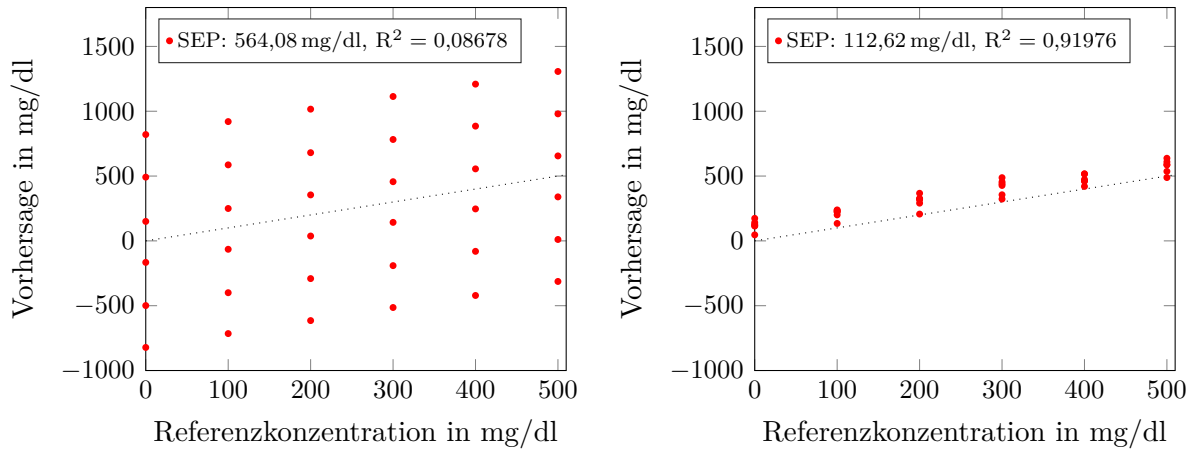 SEP: 564,08 mg/dl, R² = 0,08678
1500
1000
500
0
−500
−1000
0 100 200 300 400 500
Referenzkonzentration in mg/dl
Vorhersage in mg/dl
SEP: 112,62 mg/dl, R² = 0,91976
1500
1000
500
0
−500
−1000
0 100 200 300 400 500
Referenzkonzentration in mg/dl
Vorhersage in mg/dl